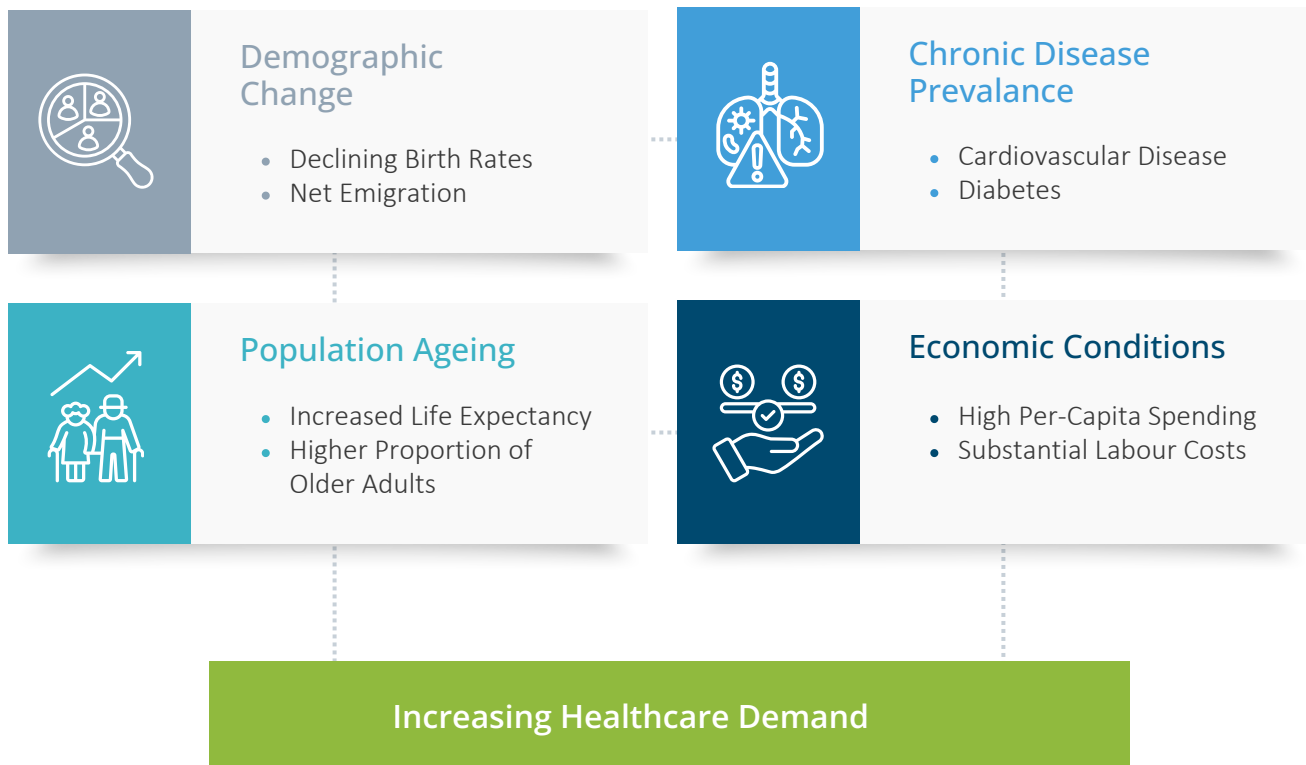 Demographic
Change
• Declining Birth Rates
• Net Emigration
Chronic Disease
Prevalance
• Cardiovascular Disease
• Diabetes
Population Ageing
• Increased Life Expectancy
• Higher Proportion of
Older Adults
Economic Conditions
• High Per-Capita Spending
• Substantial Labour Costs
Increasing Healthcare Demand